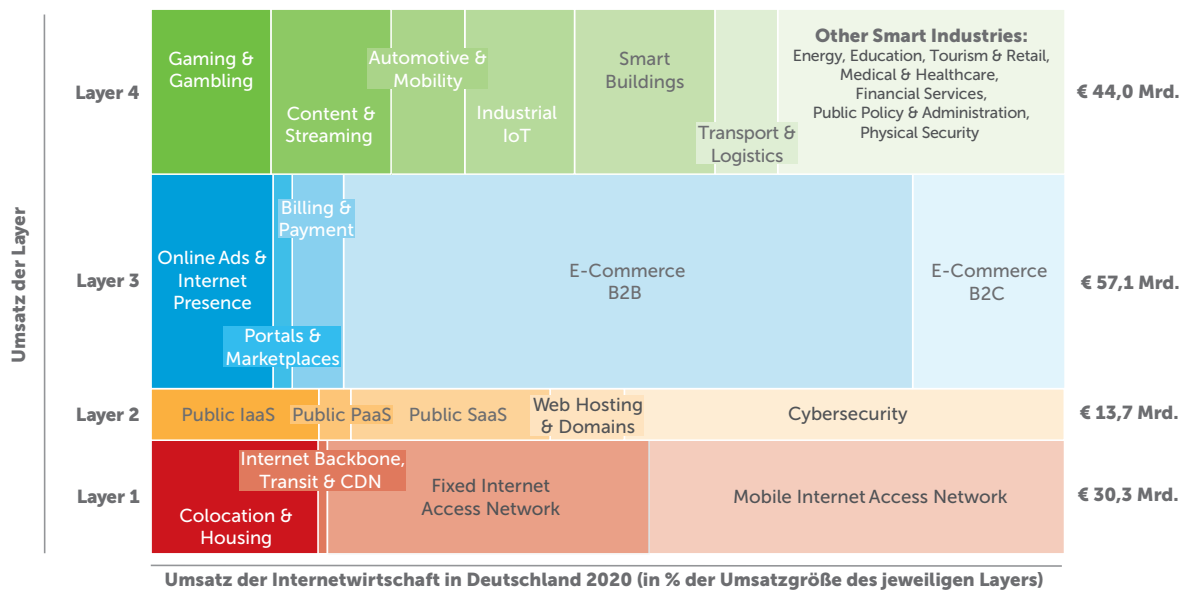 Umsatz der Layer
Layer 4
Gaming &
Gambling
Content &
Streaming
Automotive &
Mobility
Industrial
IoT
Smart
Buildings
Transport &
Logistics
Other Smart Industries:
Energy, Education, Tourism & Retail,
Medical & Healthcare,
Financial Services,
Public Policy & Administration,
Physical Security
€ 44,0 Mrd.
Layer 3
Online Ads &
Internet
Presence
Portals &
Marketplaces
Billing &
Payment
E-Commerce
B2B
E-Commerce
B2C
€ 57,1 Mrd.
Layer 2
Public IaaS
Public PaaS
Public SaaS
Web Hosting
& Domains
Cybersecurity
€ 13,7 Mrd.
Layer 1
Colocation &
Housing
Internet Backbone,
Transit & CDN
Fixed Internet
Access Network
Mobile Internet Access Network
€ 30,3 Mrd.
Umsatz der Internetwirtschaft in Deutschland 2020 (in % der Umsatzgröße des jeweiligen Layers)